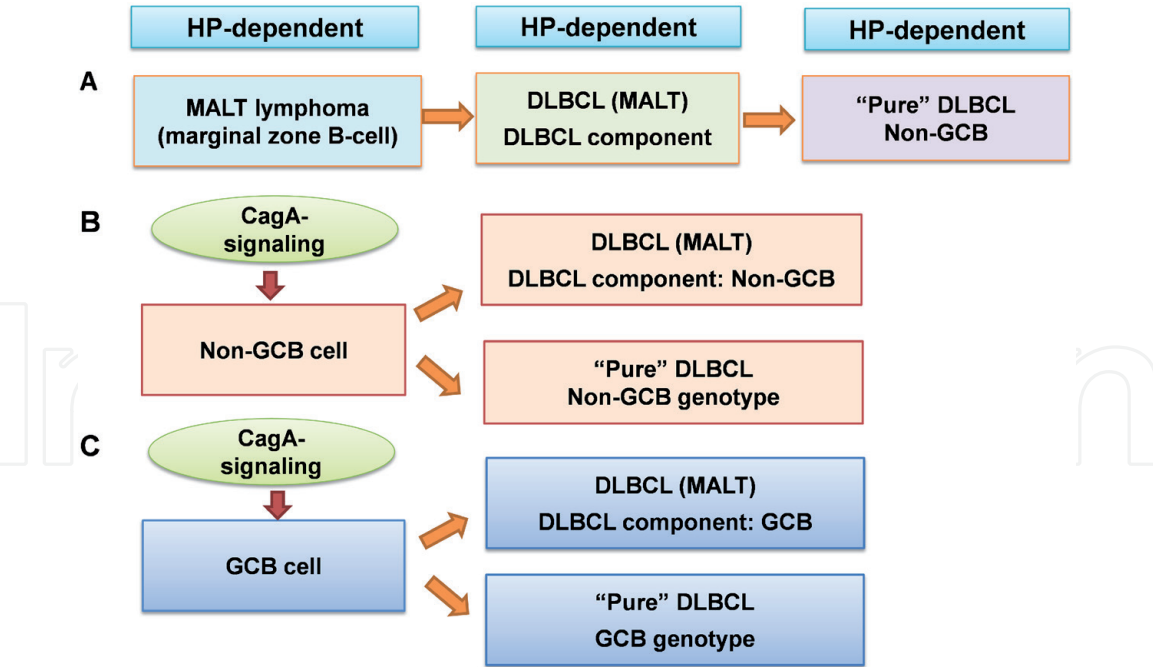 HP-dependent
HP-dependent
HP-dependent
A
MALT lymphoma
(marginal zone B-cell)
DLBCL (MALT)
DLBCL component
“Pure” DLBCL
Non-GCB
B
CagA-
signaling
Non-GCB cell
DLBCL (MALT)
DLBCL component: Non-GCB
“Pure” DLBCL
Non-GCB genotype
C
CagA-
signaling
GCB cell
DLBCL (MALT)
DLBCL component: GCB
“Pure” DLBCL
GCB genotype